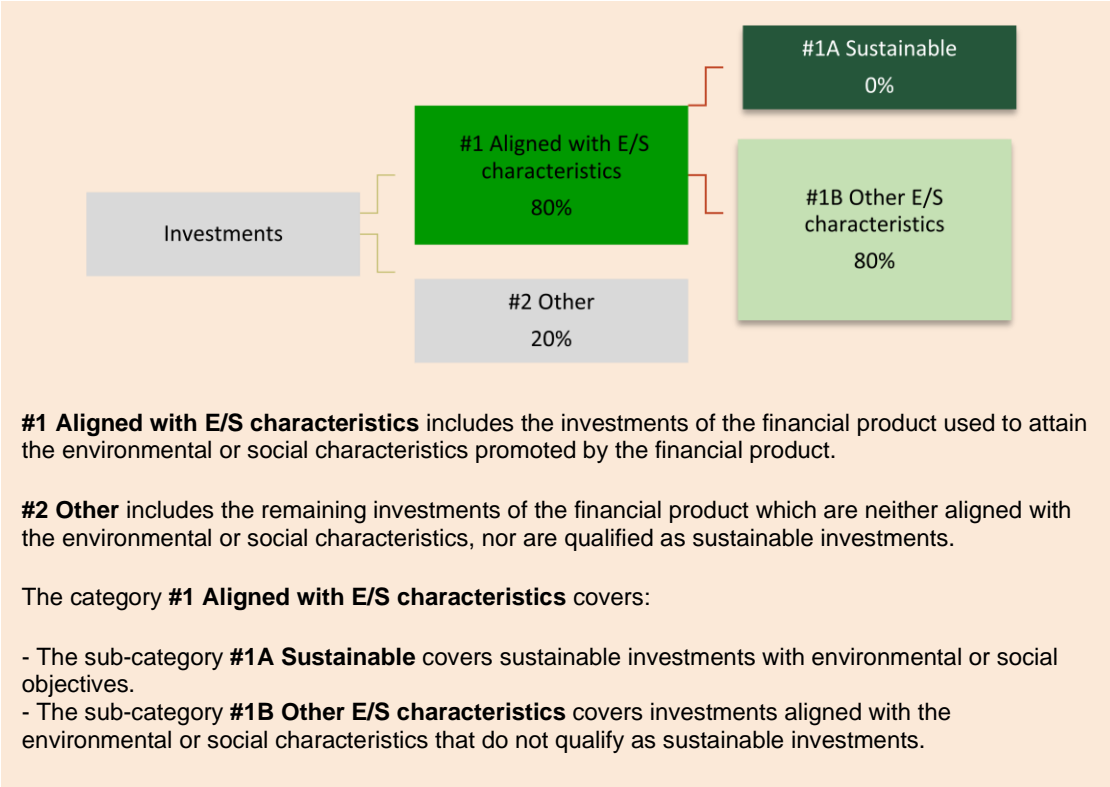 #1A Sustainable
0%
#1 Aligned with E/S
characteristics
80%
#1B Other E/S
characteristics
80%
Investments
#2 Other
20%
#1 Aligned with E/S characteristics includes the investments of the financial product used to attain
the environmental or social characteristics promoted by the financial product.
#2 Other includes the remaining investments of the financial product which are neither aligned with
the environmental or social characteristics, nor are qualified as sustainable investments.
The category #1 Aligned with E/S characteristics covers:
- The sub-category #1A Sustainable covers sustainable investments with environmental or social
objectives.
- The sub-category #1B Other E/S characteristics covers investments aligned with the
environmental or social characteristics that do not qualify as sustainable investments.